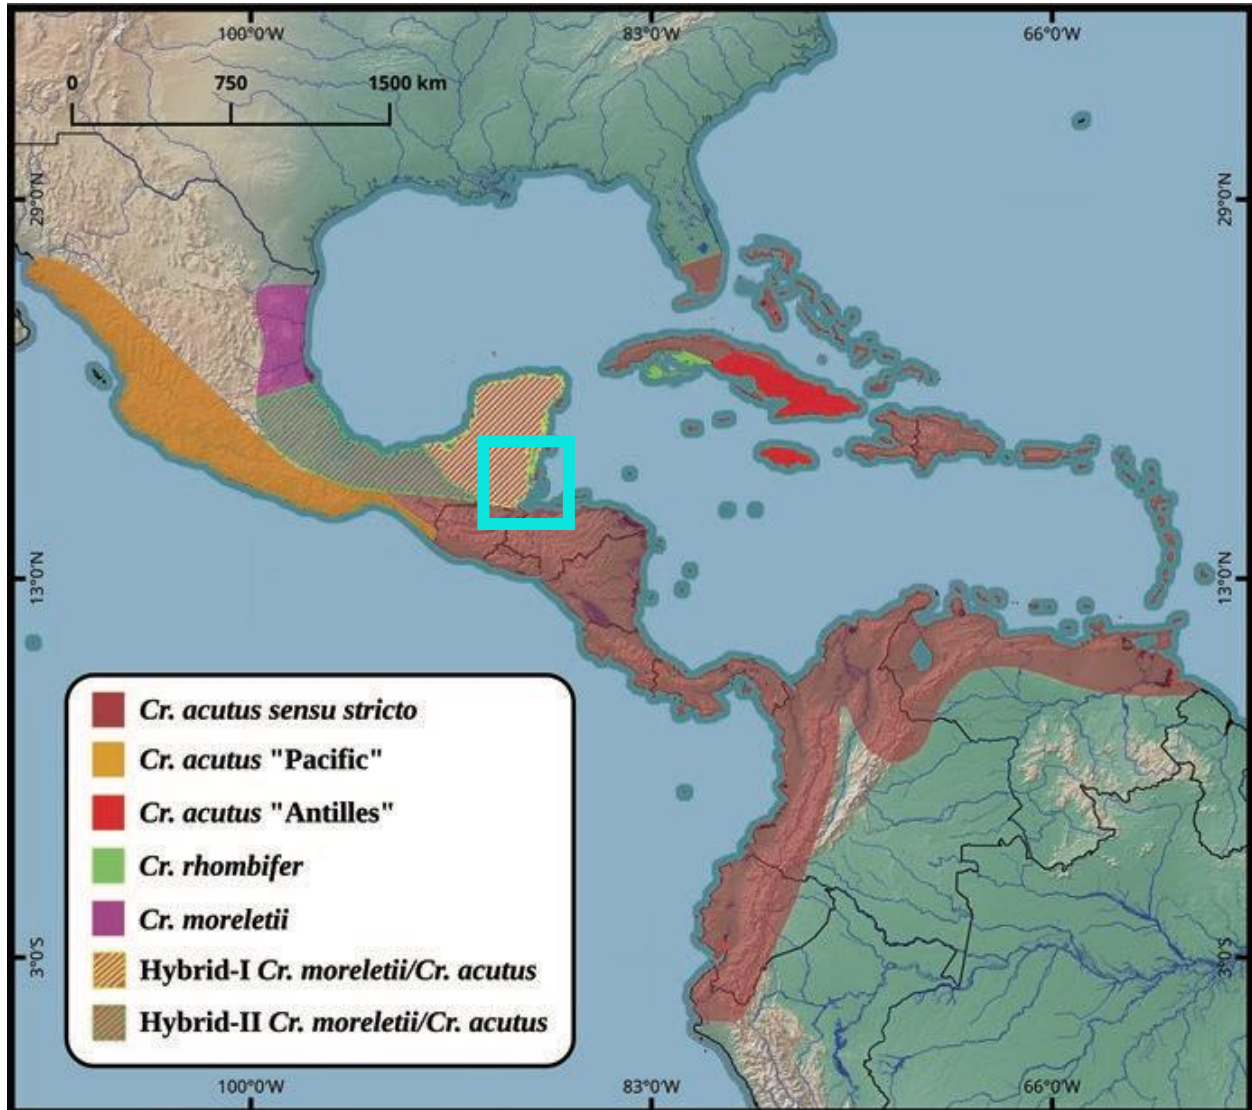 100°0'W 83°0'W 66°0'W
0 750 1500 km
29°0'N 29°0'N
13°0'N 13°0'N
Cr. acutus sensu stricto
Cr. acutus "Pacific"
Cr. acutus "Antilles"
Cr. rhombifer
Cr. moreletii
3°0'S 3°0'S
Hybrid-I Cr. moreletii/Cr. acutus
Hybrid-II Cr. moreletii/Cr. acutus
100°0'W 83°0'W 66°0'W